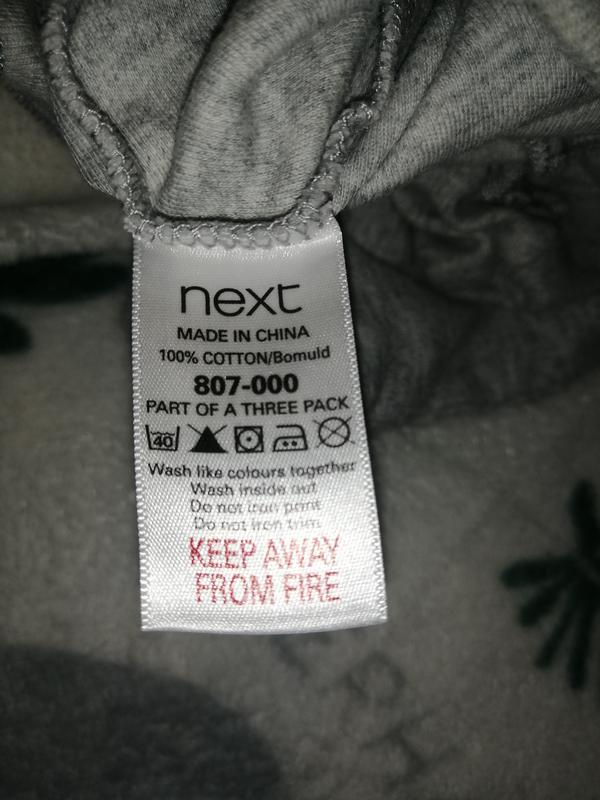 next
MADE IN CHINA
100% COTTON/Bomuld
807-000
PART OF A THREE PACK
40
Wash like colours together
Wash inside out
Do not iron print
Do not iron trim
KEEP AWAY
FROM FIRE